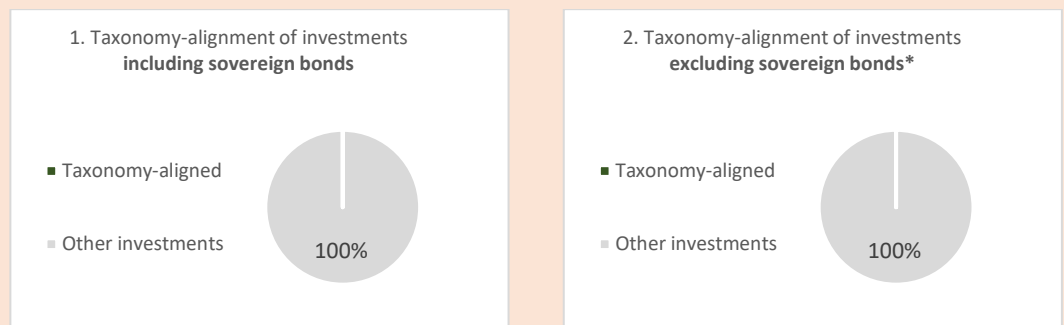 1. Taxonomy-alignment of investments
including sovereign bonds
Taxonomy-aligned
Other investments
100%
2. Taxonomy-alignment of investments
excluding sovereign bonds*
Taxonomy-aligned
Other investments
100%